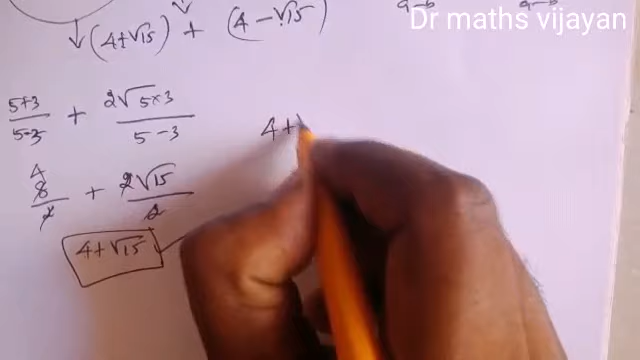 Dr maths vijayan
(4+√15) + (4-√15)
5+3/5-3 + 2√5×3/5-3
4+
4
8/2 + 2√15/2
4+√15